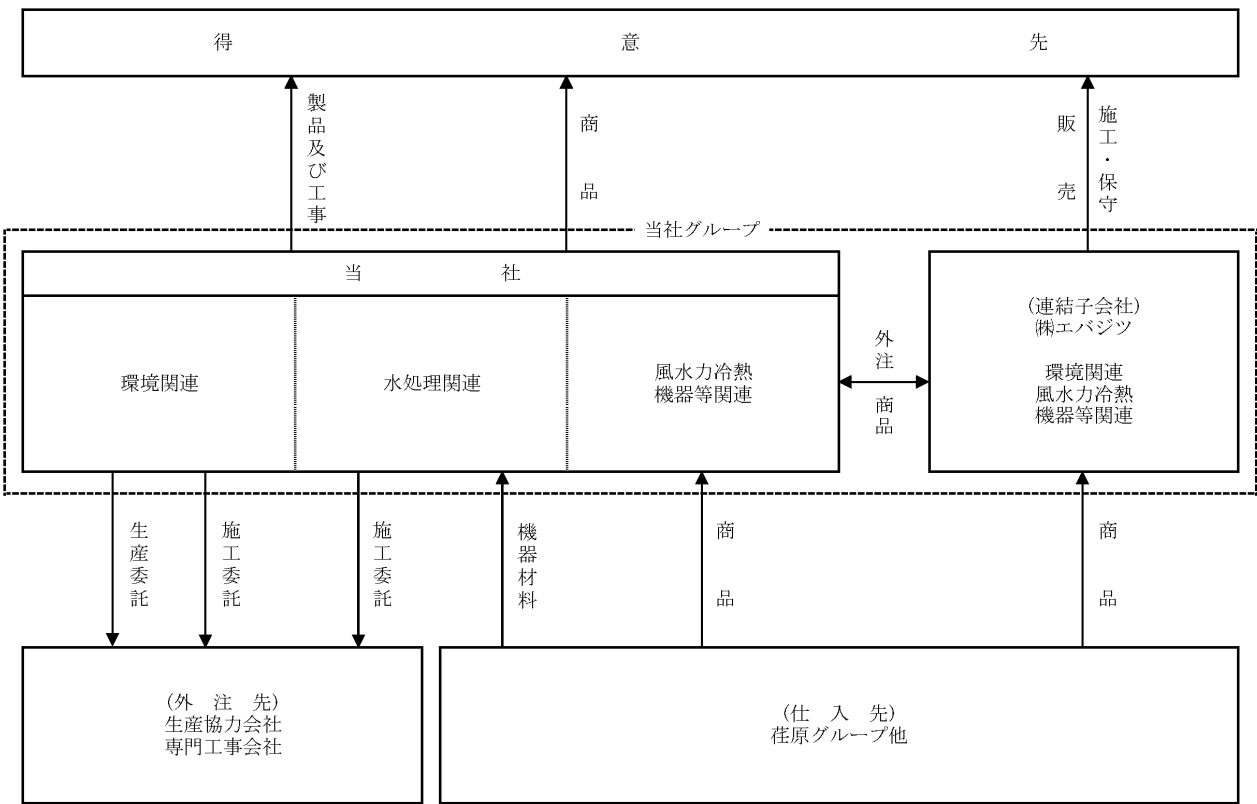 得意先
製品及び工事
商品
販売
施工・保守
当社グループ
当社
環境関連
水処理関連
風水力冷熱
機器等関連
外注
商品
(連結子会社)
㈱エバジツ
環境関連
風水力冷熱
機器等関連
生産委託
施工委託
施工委託
機器材料
商品
商品
(外注先)
生産協力会社
専門工事会社
(仕入先)
荏原グループ他